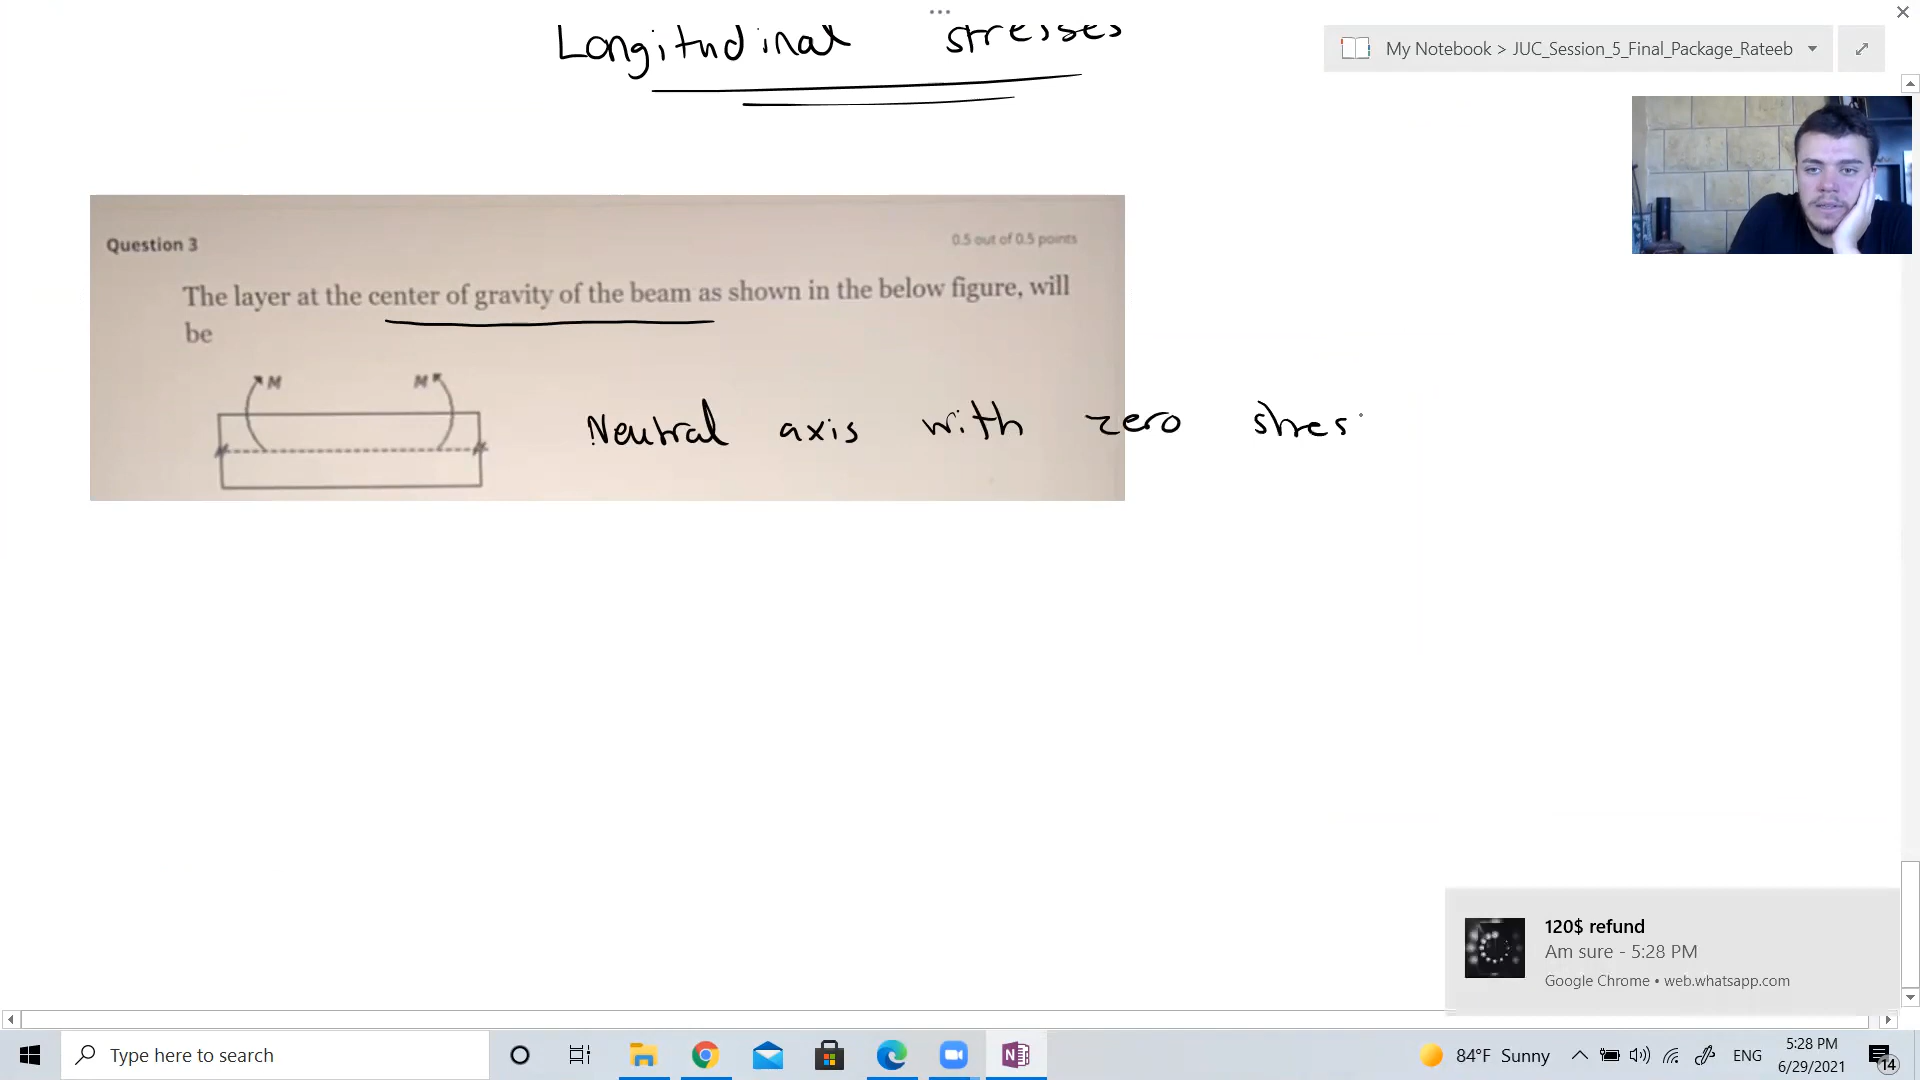 Longitudinal stresses
My Notebook > JUC_Session_5_Final_Package_Rateeb
Question 3
0.5 out of 0.5 points
The layer at the center of gravity of the beam as shown in the below figure, will
be
M M
Neutral axis with zero stres
120$ refund
Am sure - 5:28 PM
Google Chrome • web.whatsapp.com
Type here to search
84°F Sunny
ENG
5:28 PM
6/29/2021
14